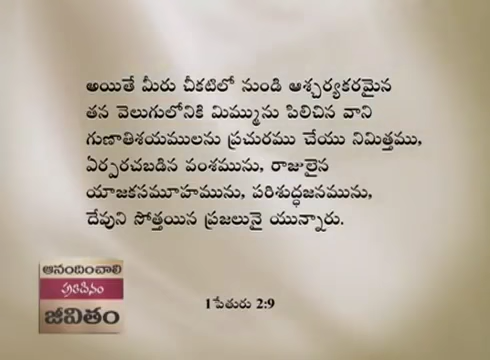 అయితే మీరు చీకటిలో నుండి ఆశ్చర్యకరమైన
తన వెలుగులోనికి మిమ్మును పిలిచిన వాని
గుణాతిశయములను ప్రచురము చేయు నిమిత్తము,
ఏర్పరచబడిన వంశమును, రాజులైన
యాజకసమూహమును, పరిశుద్ధజనమును,
దేవుని సోత్తయిన ప్రజలునై యున్నారు.
ఆనందించాలి
ప్రతిదినం
జీవితం
1 పేతురు 2:9